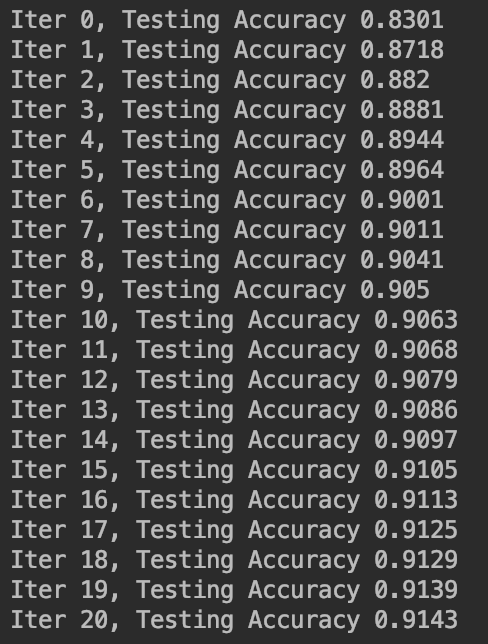 Iter 0, Testing Accuracy 0.8301
Iter 1, Testing Accuracy 0.8718
Iter 2, Testing Accuracy 0.882
Iter 3, Testing Accuracy 0.8881
Iter 4, Testing Accuracy 0.8944
Iter 5, Testing Accuracy 0.8964
Iter 6, Testing Accuracy 0.9001
Iter 7, Testing Accuracy 0.9011
Iter 8, Testing Accuracy 0.9041
Iter 9, Testing Accuracy 0.905
Iter 10, Testing Accuracy 0.9063
Iter 11, Testing Accuracy 0.9068
Iter 12, Testing Accuracy 0.9079
Iter 13, Testing Accuracy 0.9086
Iter 14, Testing Accuracy 0.9097
Iter 15, Testing Accuracy 0.9105
Iter 16, Testing Accuracy 0.9113
Iter 17, Testing Accuracy 0.9125
Iter 18, Testing Accuracy 0.9129
Iter 19, Testing Accuracy 0.9139
Iter 20, Testing Accuracy 0.9143